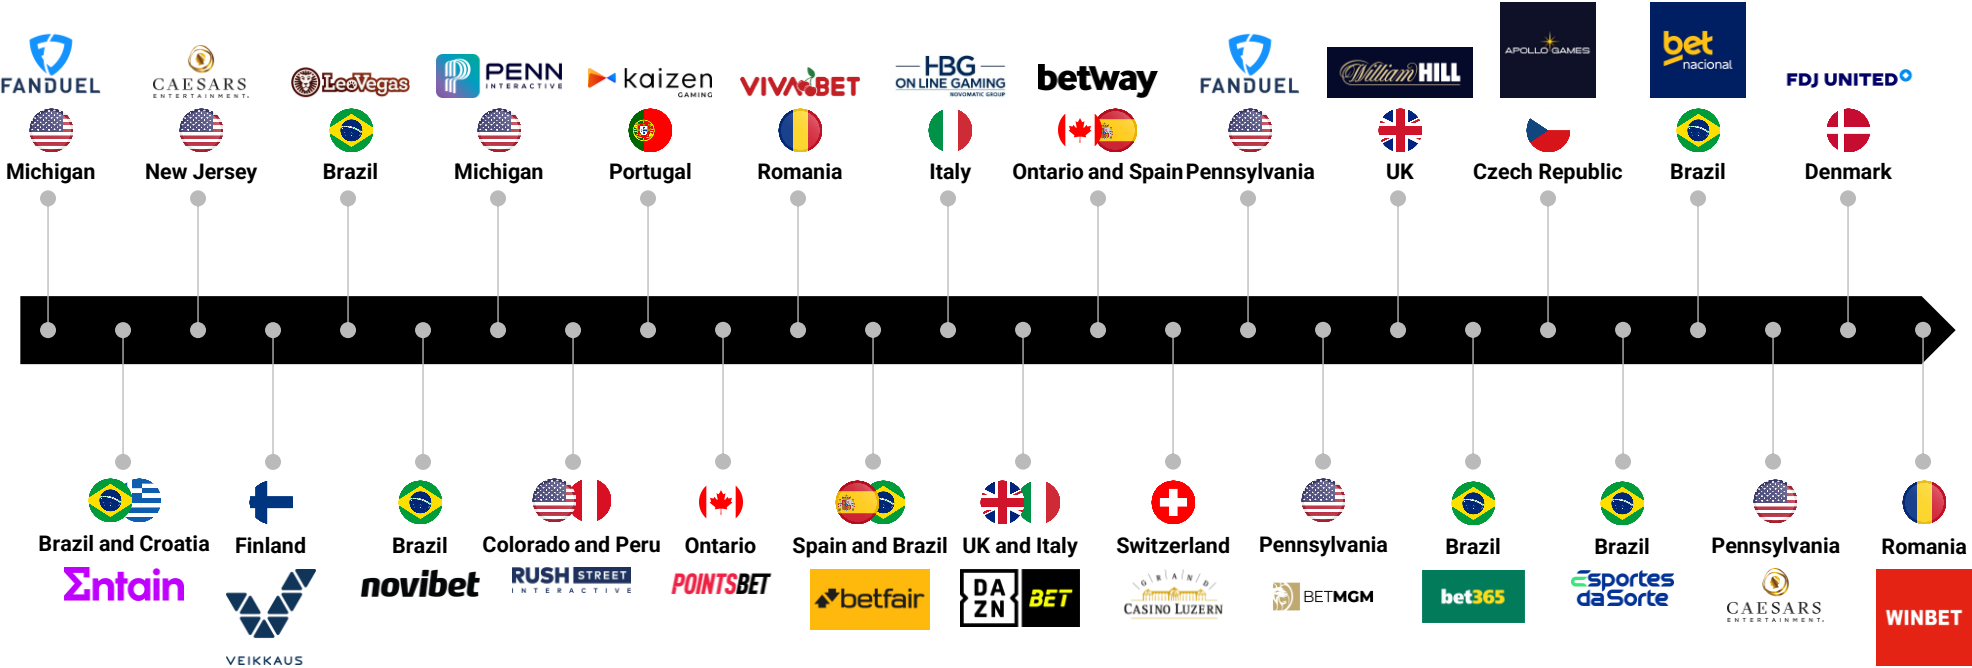 FANDUEL
Michigan
CAESARS
ENTERTAINMENT.
New Jersey
LeoVegas
Brazil
PENN
INTERACTIVE
Michigan
kaizen
GAMING
Portugal
VIVABET
Romania
HBG
ON LINE GAMING
NOVOMATIC GROUP
Italy
betway
Ontario and Spain
FANDUEL
Pennsylvania
William HILL
UK
APOLLO GAMES
Czech Republic
bet
nacional
Brazil
FDJ UNITED
Denmark
Brazil and Croatia
Entain
Finland
VEIKKAUS
Brazil
novibet
Colorado and Peru
RUSH STREET
INTERACTIVE
Ontario
POINTSBET
Spain and Brazil
betfair
UK and Italy
DA
ZN
BET
Switzerland
GRAND
CASINO LUZERN
Pennsylvania
BETMGM
Brazil
bet365
Brazil
Esportes
da Sorte
Pennsylvania
CAESARS
ENTERTAINMENT.
Romania
WINBET